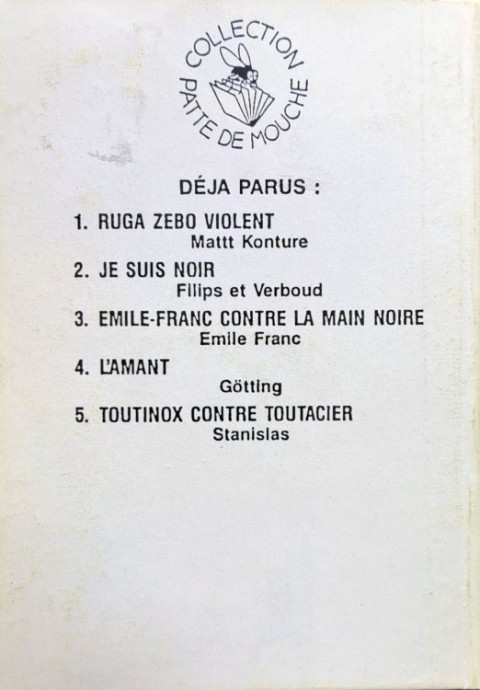 COLLECTION
PATTE DE MOUCHE
DÉJA PARUS :
1. RUGA ZEBO VIOLENT
Mattt Konture
2. JE SUIS NOIR
Filips et Verboud
3. EMILE-FRANC CONTRE LA MAIN NOIRE
Emile Franc
4. L'AMANT
Götting
5. TOUTINOX CONTRE TOUTACIER
Stanislas